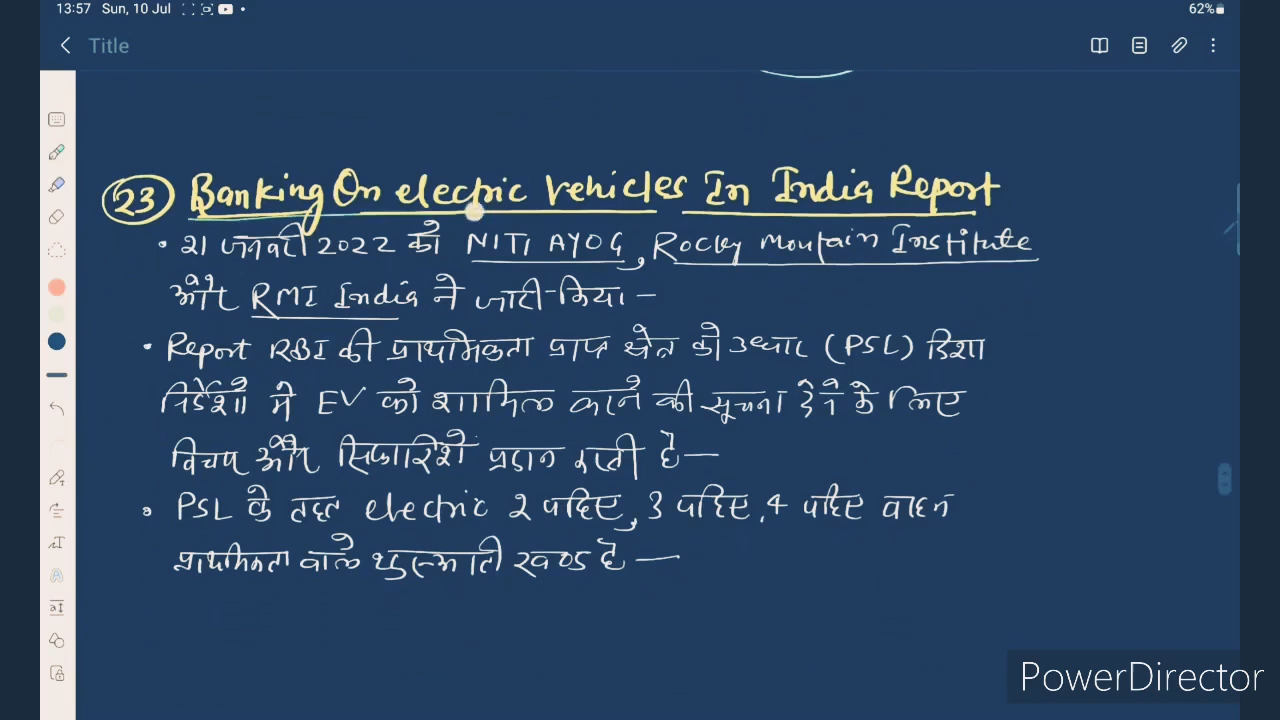 13:57 Sun, 10 Jul
62%
Title
23 Banking On electric Vehicles In India Report
• 21 जनवरी 2022 को NITI AYOG, Rocky Mountain Institute
और RMI India ने जारी किया –
• Report RBI की प्राथमिकता प्राप्त क्षेत्र को उधार (PSL) दिशा
निर्देशों में EV को शामिल करने की सूचना देने के लिए
विचार और सिफारिशें प्रदान करती है –
• PSL के तहत electric 2 पहिए, 3 पहिए, 4 पहिए वाहन
प्राथमिकता वाले शुरुआती खण्ड है –
PowerDirector